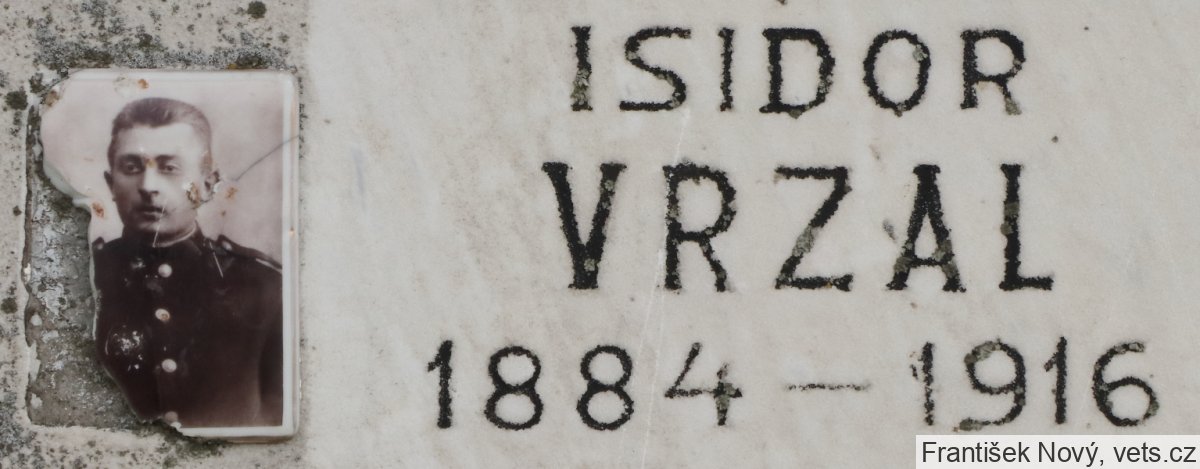 ISIDOR
VRZAL
1884 – 1916
František Nový, vets.cz